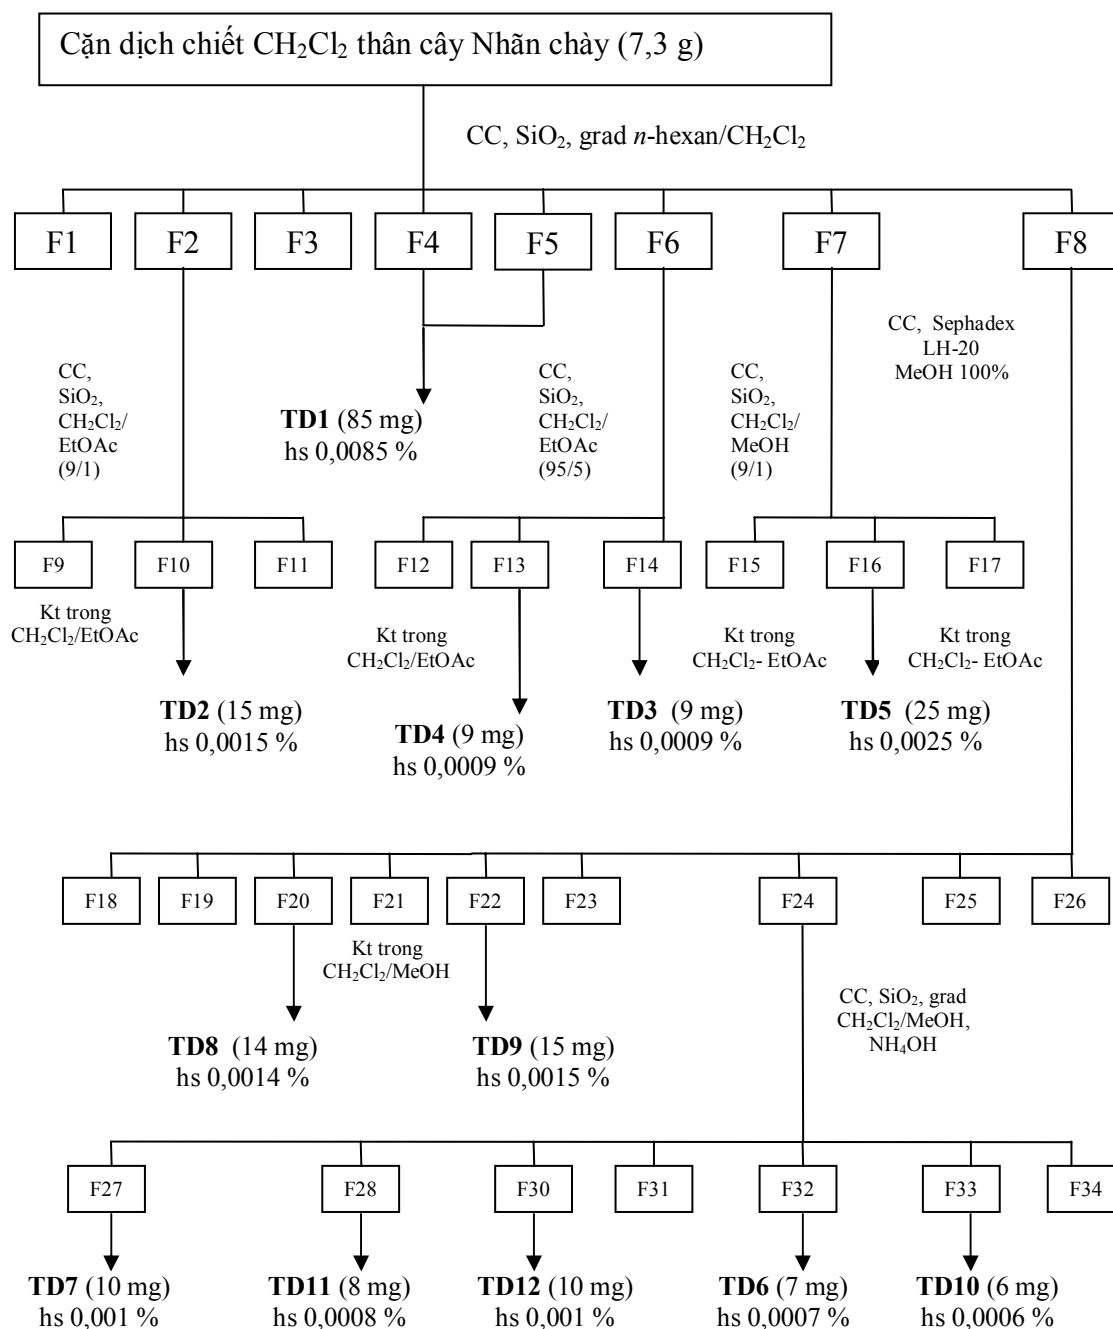 Cặn dịch chiết CH₂Cl₂ thân cây Nhãn chày (7,3 g)
CC, SiO₂, grad n-hexan/CH₂Cl₂
F1
F2
F3
F4
F5
F6
F7
F8
CC, Sephadex
LH-20
MeOH 100%
CC,
SiO₂,
CH₂Cl₂/
EtOAc
(9/1)
TD1 (85 mg)
hs 0,0085 %
CC,
SiO₂,
CH₂Cl₂/
EtOAc
(95/5)
CC,
SiO₂,
CH₂Cl₂/
MeOH
(9/1)
F9
F10
F11
F12
F13
F14
F15
F16
F17
Kt trong
CH₂Cl₂/EtOAc
Kt trong
CH₂Cl₂/EtOAc
Kt trong
CH₂Cl₂- EtOAc
Kt trong
CH₂Cl₂- EtOAc
TD2 (15 mg)
hs 0,0015 %
TD4 (9 mg)
hs 0,0009 %
TD3 (9 mg)
hs 0,0009 %
TD5 (25 mg)
hs 0,0025 %
F18
F19
F20
F21
F22
F23
F24
F25
F26
Kt trong
CH₂Cl₂/MeOH
CC, SiO₂, grad
CH₂Cl₂/MeOH,
NH₄OH
TD8 (14 mg)
hs 0,0014 %
TD9 (15 mg)
hs 0,0015 %
F27
F28
F30
F31
F32
F33
F34
TD7 (10 mg)
hs 0,001 %
TD11 (8 mg)
hs 0,0008 %
TD12 (10 mg)
hs 0,001 %
TD6 (7 mg)
hs 0,0007 %
TD10 (6 mg)
hs 0,0006 %